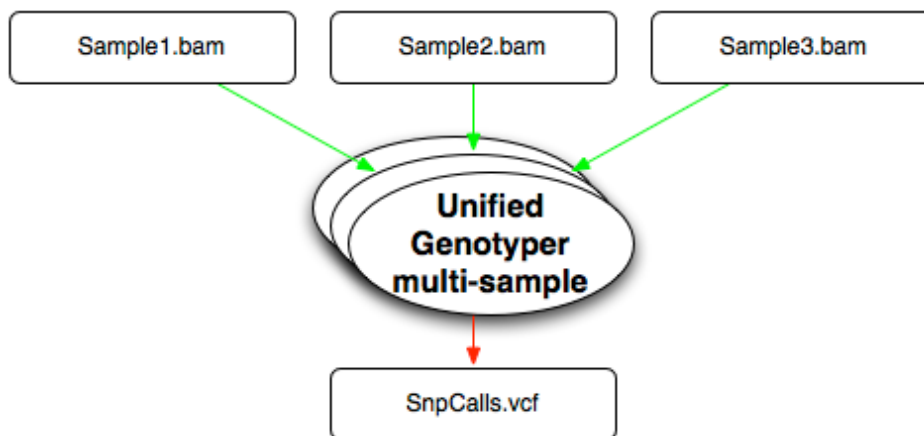 Sample1.bam
Sample2.bam
Sample3.bam
Unified
Genotyper
multi-sample
SnpCalls.vcf